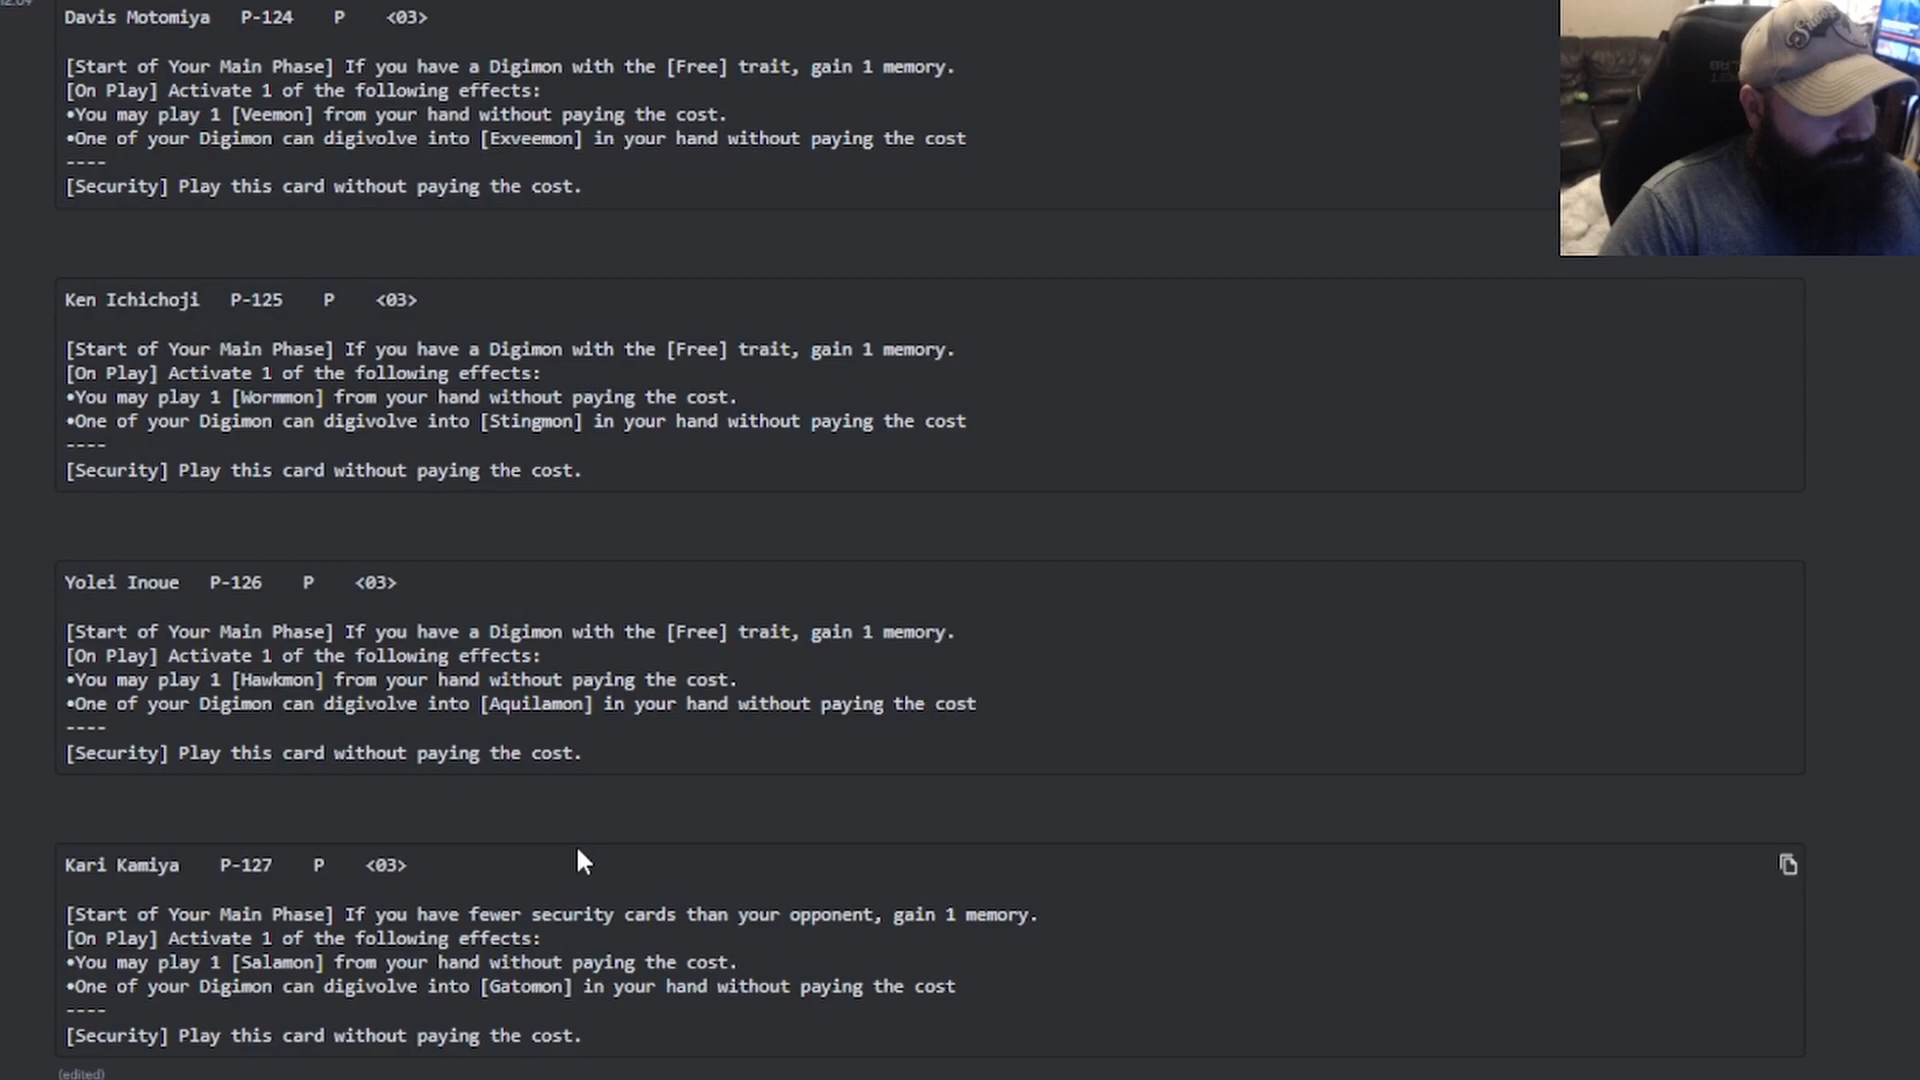 Davis Motomiya P-124 P <03>
[Start of Your Main Phase] If you have a Digimon with the [Free] trait, gain 1 memory.
[On Play] Activate 1 of the following effects:
•You may play 1 [Veemon] from your hand without paying the cost.
•One of your Digimon can digivolve into [Exveemon] in your hand without paying the cost
----
[Security] Play this card without paying the cost.
Ken Ichichoji P-125 P <03>
[Start of Your Main Phase] If you have a Digimon with the [Free] trait, gain 1 memory.
[On Play] Activate 1 of the following effects:
•You may play 1 [Wormmon] from your hand without paying the cost.
•One of your Digimon can digivolve into [Stingmon] in your hand without paying the cost
----
[Security] Play this card without paying the cost.
Yolei Inoue P-126 P <03>
[Start of Your Main Phase] If you have a Digimon with the [Free] trait, gain 1 memory.
[On Play] Activate 1 of the following effects:
•You may play 1 [Hawkmon] from your hand without paying the cost.
•One of your Digimon can digivolve into [Aquilamon] in your hand without paying the cost
----
[Security] Play this card without paying the cost.
Kari Kamiya P-127 P <03>
[Start of Your Main Phase] If you have fewer security cards than your opponent, gain 1 memory.
[On Play] Activate 1 of the following effects:
•You may play 1 [Salamon] from your hand without paying the cost.
•One of your Digimon can digivolve into [Gatomon] in your hand without paying the cost
----
[Security] Play this card without paying the cost.
(edited)